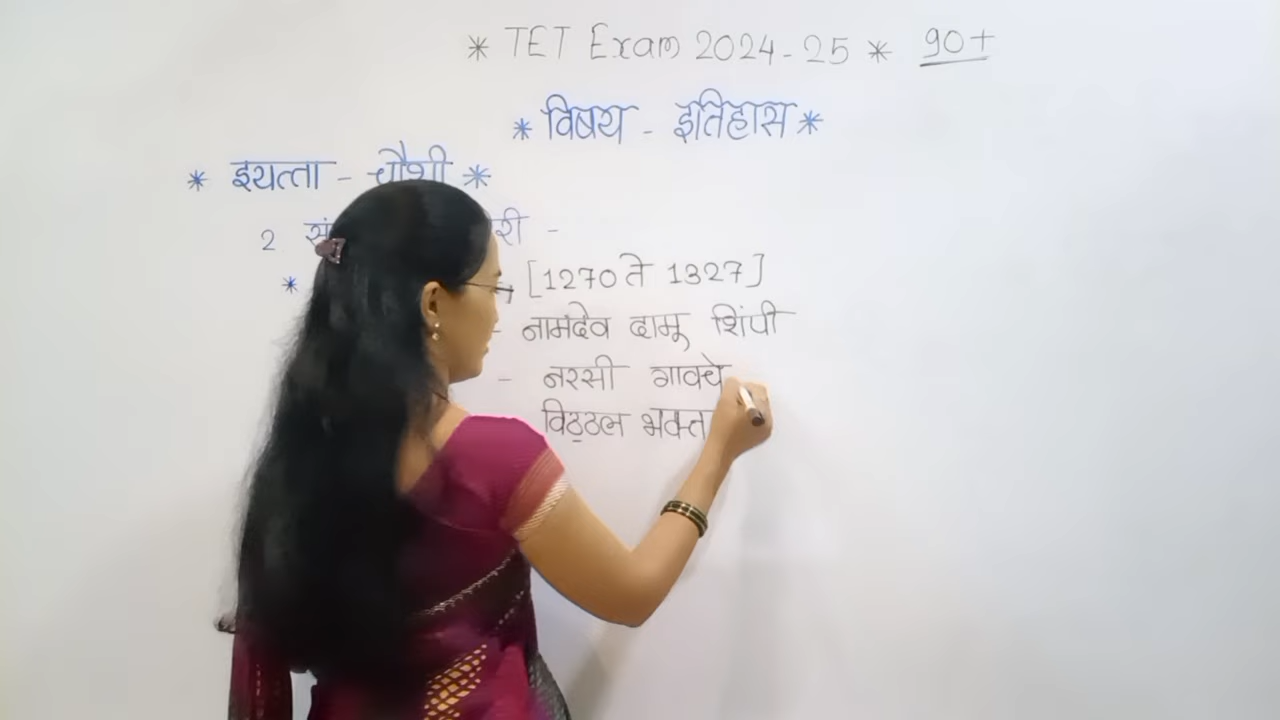 * TET Exam 2024-25 * 90+
* विषय - इतिहास *
* इयत्ता - चौथी *
2 -
* [1270 ते 1327]
- नामदेव दामू शिंपी
- नरसी गावचे
विठ्ठल भक्त